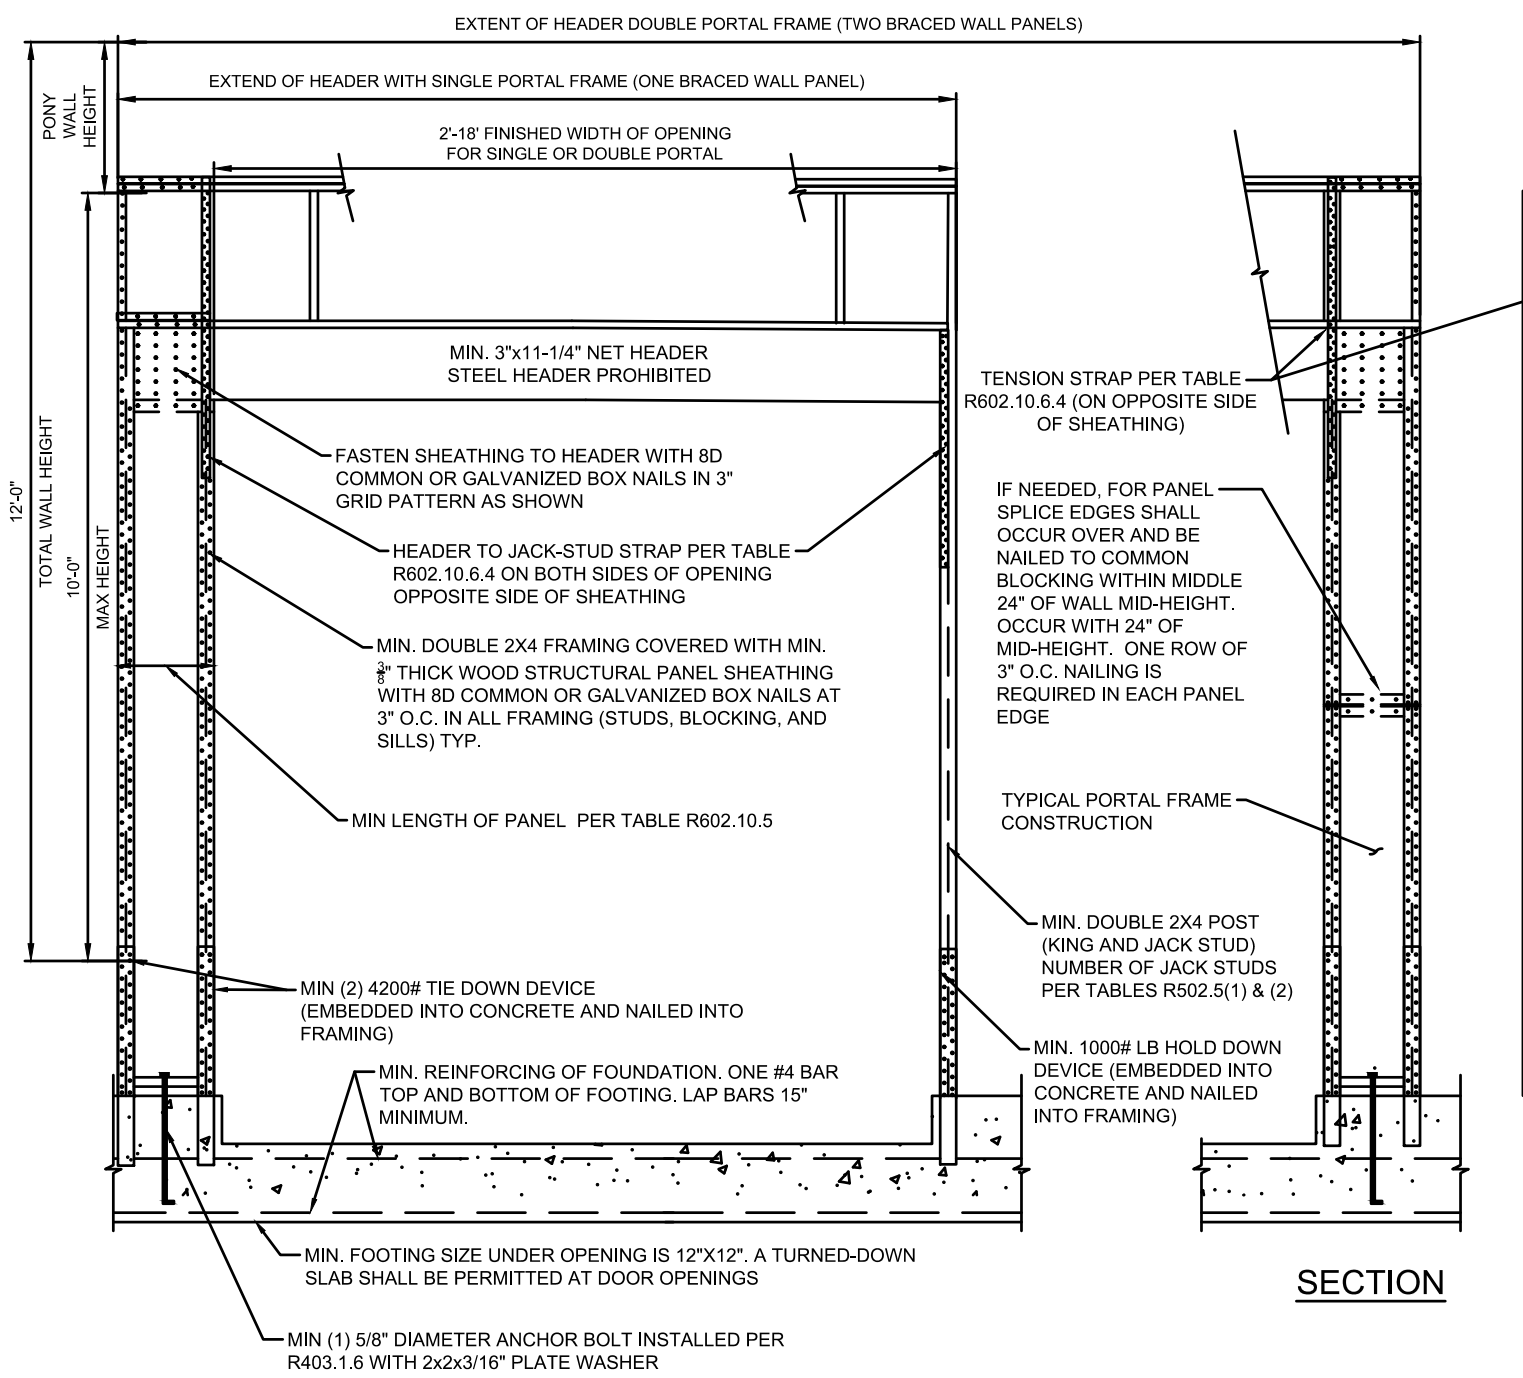 EXTENT OF HEADER DOUBLE PORTAL FRAME (TWO BRACED WALL PANELS)
EXTEND OF HEADER WITH SINGLE PORTAL FRAME (ONE BRACED WALL PANEL)
PONY
WALL
HEIGHT
2'-18' FINISHED WIDTH OF OPENING
FOR SINGLE OR DOUBLE PORTAL
MIN. 3"x11-1/4" NET HEADER
STEEL HEADER PROHIBITED
TENSION STRAP PER TABLE
R602.10.6.4 (ON OPPOSITE SIDE
OF SHEATHING)
12'-0"
TOTAL WALL HEIGHT
10'-0"
MAX HEIGHT
FASTEN SHEATHING TO HEADER WITH 8D
COMMON OR GALVANIZED BOX NAILS IN 3"
GRID PATTERN AS SHOWN
IF NEEDED, FOR PANEL
SPLICE EDGES SHALL
OCCUR OVER AND BE
NAILED TO COMMON
BLOCKING WITHIN MIDDLE
24" OF WALL MID-HEIGHT.
OCCUR WITH 24" OF
MID-HEIGHT. ONE ROW OF
3" O.C. NAILING IS
REQUIRED IN EACH PANEL
EDGE
HEADER TO JACK-STUD STRAP PER TABLE
R602.10.6.4 ON BOTH SIDES OF OPENING
OPPOSITE SIDE OF SHEATHING
MIN. DOUBLE 2X4 FRAMING COVERED WITH MIN.
3/8" THICK WOOD STRUCTURAL PANEL SHEATHING
WITH 8D COMMON OR GALVANIZED BOX NAILS AT
3" O.C. IN ALL FRAMING (STUDS, BLOCKING, AND
SILLS) TYP.
MIN LENGTH OF PANEL PER TABLE R602.10.5
TYPICAL PORTAL FRAME
CONSTRUCTION
MIN. DOUBLE 2X4 POST
(KING AND JACK STUD)
NUMBER OF JACK STUDS
PER TABLES R502.5(1) & (2)
MIN (2) 4200# TIE DOWN DEVICE
(EMBEDDED INTO CONCRETE AND NAILED INTO
FRAMING)
MIN. 1000# LB HOLD DOWN
DEVICE (EMBEDDED INTO
CONCRETE AND NAILED
INTO FRAMING)
MIN. REINFORCING OF FOUNDATION. ONE #4 BAR
TOP AND BOTTOM OF FOOTING. LAP BARS 15"
MINIMUM.
MIN. FOOTING SIZE UNDER OPENING IS 12"X12". A TURNED-DOWN
SLAB SHALL BE PERMITTED AT DOOR OPENINGS
SECTION
MIN (1) 5/8" DIAMETER ANCHOR BOLT INSTALLED PER
R403.1.6 WITH 2x2x3/16" PLATE WASHER